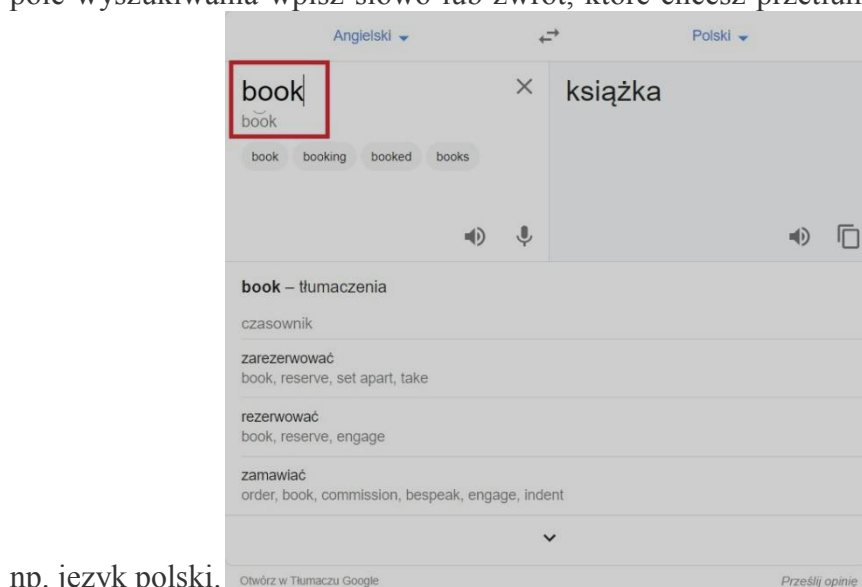 pole wyszukiwania wpisz słowo lub zwrot, które chcesz przetłum
Angielski Polski
book książka
book
book booking booked books
book – tłumaczenia
czasownik
zarezerwować
book, reserve, set apart, take
rezerwować
book, reserve, engage
zamawiać
order, book, commission, bespeak, engage, indent
np. język polski. Otwórz w Tłumaczu Google Prześlij opinię